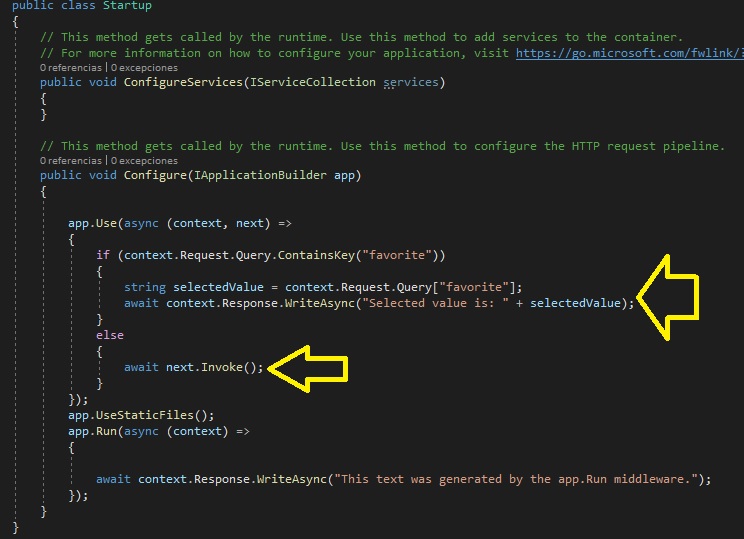 public class Startup
{
// This method gets called by the runtime. Use this method to add services to the container.
// For more information on how to configure your application, visit https://go.microsoft.com/fwlink/?
0 referencias | 0 excepciones
public void ConfigureServices(IServiceCollection services)
{
}
// This method gets called by the runtime. Use this method to configure the HTTP request pipeline.
0 referencias | 0 excepciones
public void Configure(IApplicationBuilder app)
{
app.Use(async (context, next) =>
{
if (context.Request.Query.ContainsKey("favorite"))
{
string selectedValue = context.Request.Query["favorite"];
await context.Response.WriteAsync("Selected value is: " + selectedValue);
}
else
{
await next.Invoke();
}
});
app.UseStaticFiles();
app.Run(async (context) =>
{
await context.Response.WriteAsync("This text was generated by the app.Run middleware.");
});
}
}